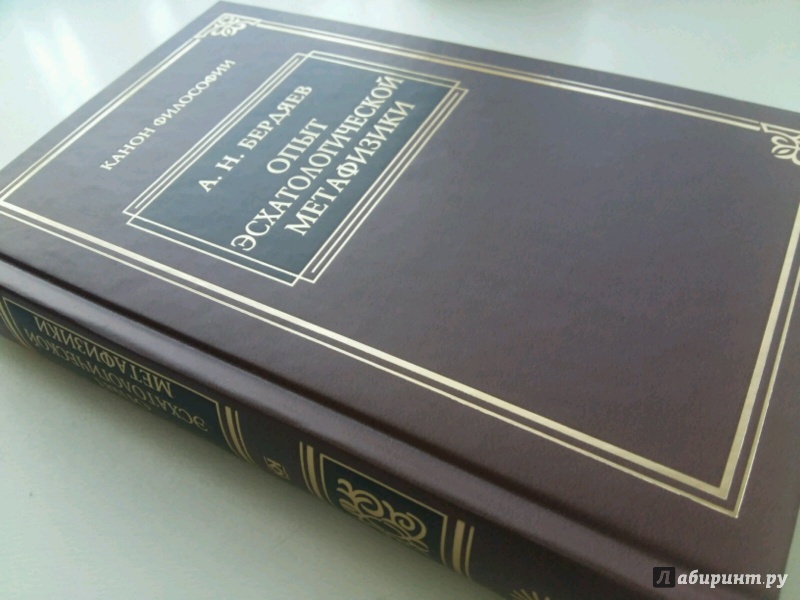 КАНОН ФИЛОСОФИИ
А. Н. БЕРДЯЕВ
ОПЫТ
ЭСХАТОЛОГИЧЕСКОЙ
МЕТАФИЗИКИ
ЭСХАТОЛОГИЧЕСКОЙ
МЕТАФИЗИКИ
Лабиринт.ру